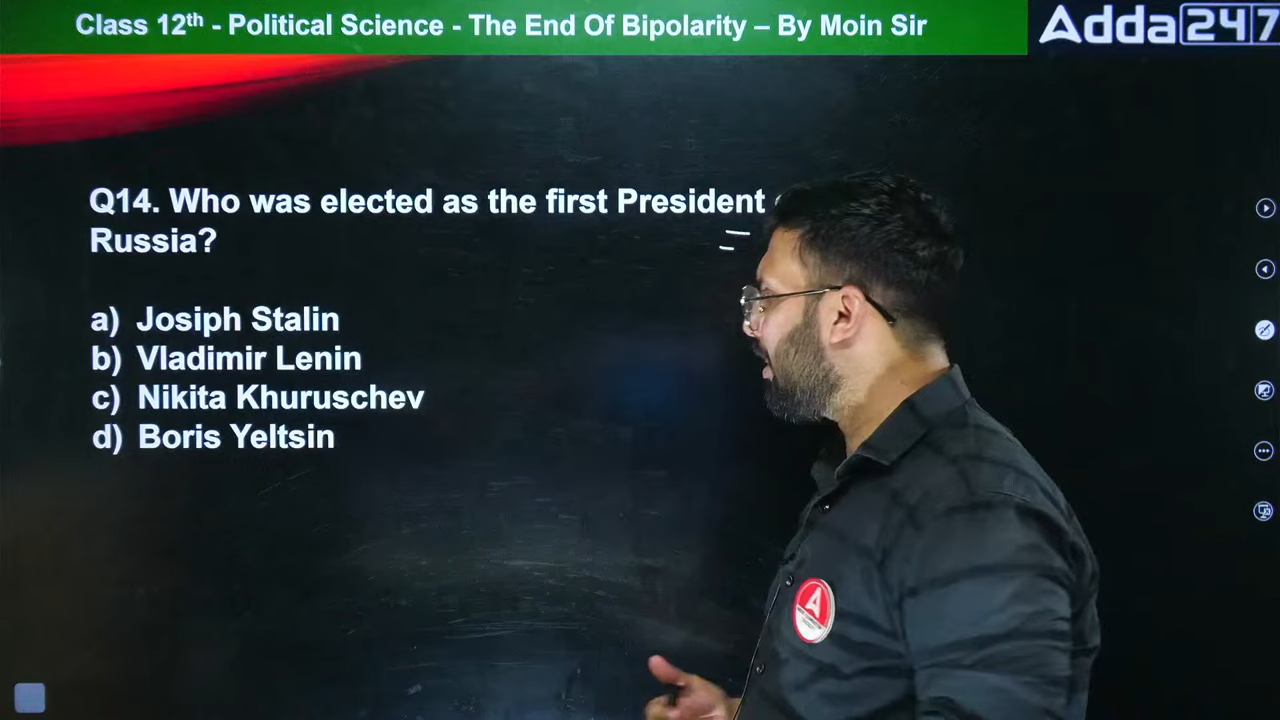 Class 12th - Political Science - The End Of Bipolarity – By Moin Sir
Adda247
Q14. Who was elected as the first President
Russia?
a) Josiph Stalin
b) Vladimir Lenin
c) Nikita Khuruschev
d) Boris Yeltsin
A